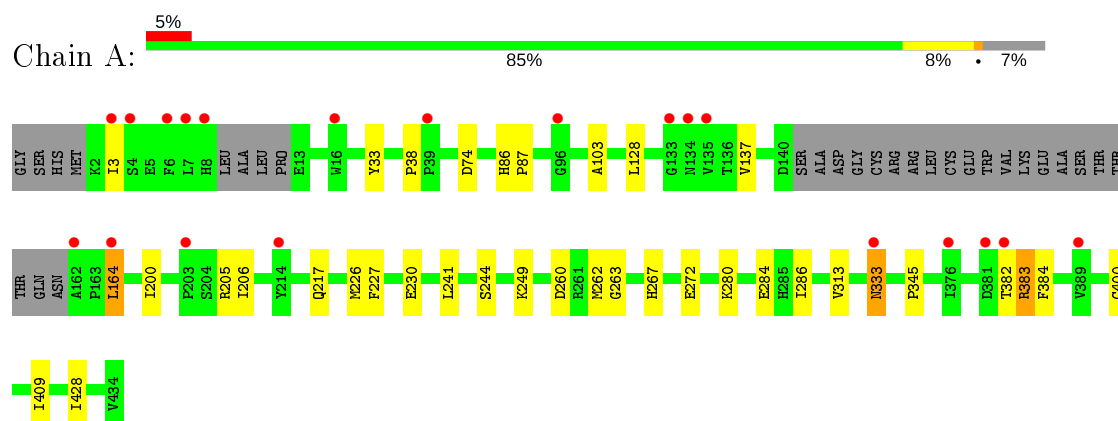 5%
Chain A:
85% 8% • 7%
GLY SER HIS MET K2 I3 S4 E5 F6 L7 H8 LEU ALA LEU PRO E13 W16 Y33 P38 P39 D74 H86 P87 G96 A103 L128 G133 N134 V135 T136 V137 D140 SER ALA ASP GLY CYS ARG ARG LEU CYS GLU TRP VAL LYS GLU ALA SER THR THR
THR GLN ASN A162 P163 L164 I200 P203 S204 R205 I206 Y214 Q217 M226 F227 E230 L241 S244 K249 D260 R261 M262 G263 H267 E272 K280 E284 H285 I286 V313 N333 P345 I376 D381 T382 R383 F384 V389
I409 I428 V434